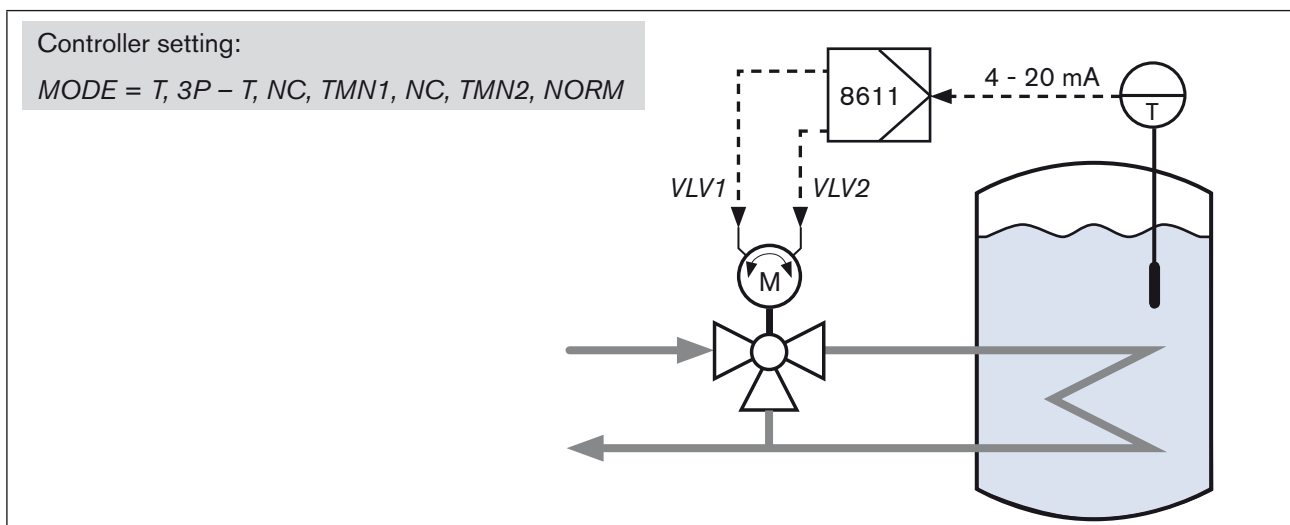 Controller setting:
MODE = T, 3P – T, NC, TMN1, NC, TMN2, NORM
8611
4 - 20 mA
T
VLV1
VLV2
M